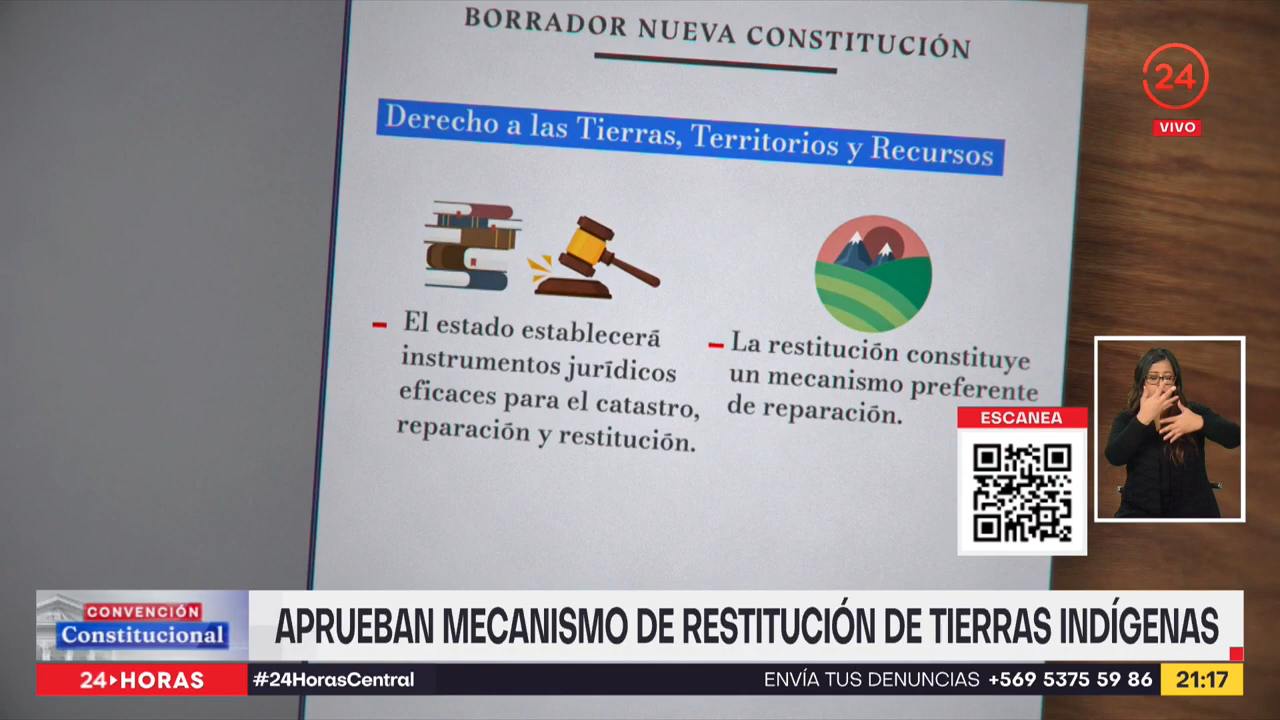 BORRADOR NUEVA CONSTITUCIÓN
24
VIVO
Derecho a las Tierras, Territorios y Recursos
– El estado establecerá
instrumentos jurídicos
eficaces para el catastro,
reparación y restitución.
– La restitución constituye
un mecanismo preferente
de reparación.
ESCANEA
CONVENCIÓN
Constitucional
APRUEBAN MECANISMO DE RESTITUCIÓN DE TIERRAS INDÍGENAS
24 HORAS
#24HorasCentral
ENVÍA TUS DENUNCIAS +569 5375 59 86
21:17